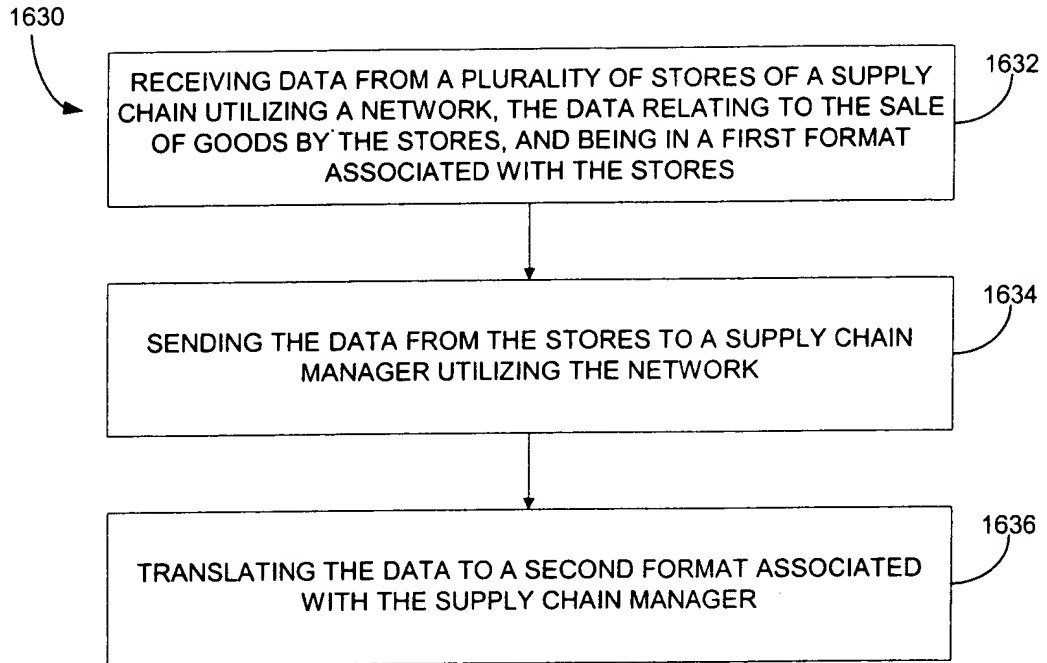 1630
RECEIVING DATA FROM A PLURALITY OF STORES OF A SUPPLY
CHAIN UTILIZING A NETWORK, THE DATA RELATING TO THE SALE
OF GOODS BY THE STORES, AND BEING IN A FIRST FORMAT
ASSOCIATED WITH THE STORES
1632
SENDING THE DATA FROM THE STORES TO A SUPPLY CHAIN
MANAGER UTILIZING THE NETWORK
1634
TRANSLATING THE DATA TO A SECOND FORMAT ASSOCIATED
WITH THE SUPPLY CHAIN MANAGER
1636